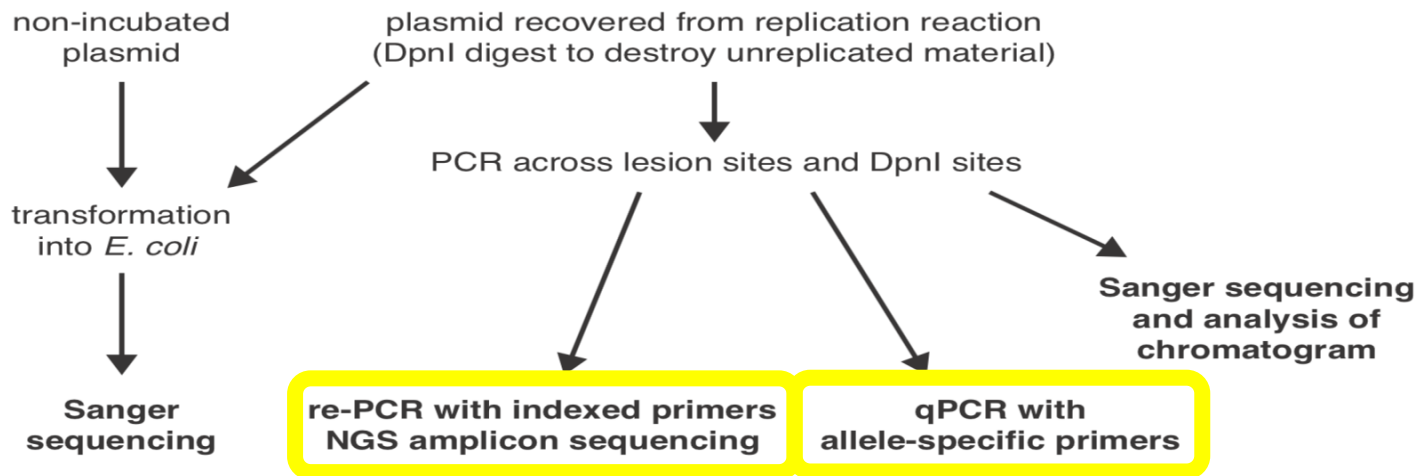 non-incubated
plasmid
plasmid recovered from replication reaction
(DpnI digest to destroy unreplicated material)
PCR across lesion sites and DpnI sites
transformation
into E. coli
Sanger sequencing
and analysis of
chromatogram
Sanger
sequencing
re-PCR with indexed primers
NGS amplicon sequencing
qPCR with
allele-specific primers